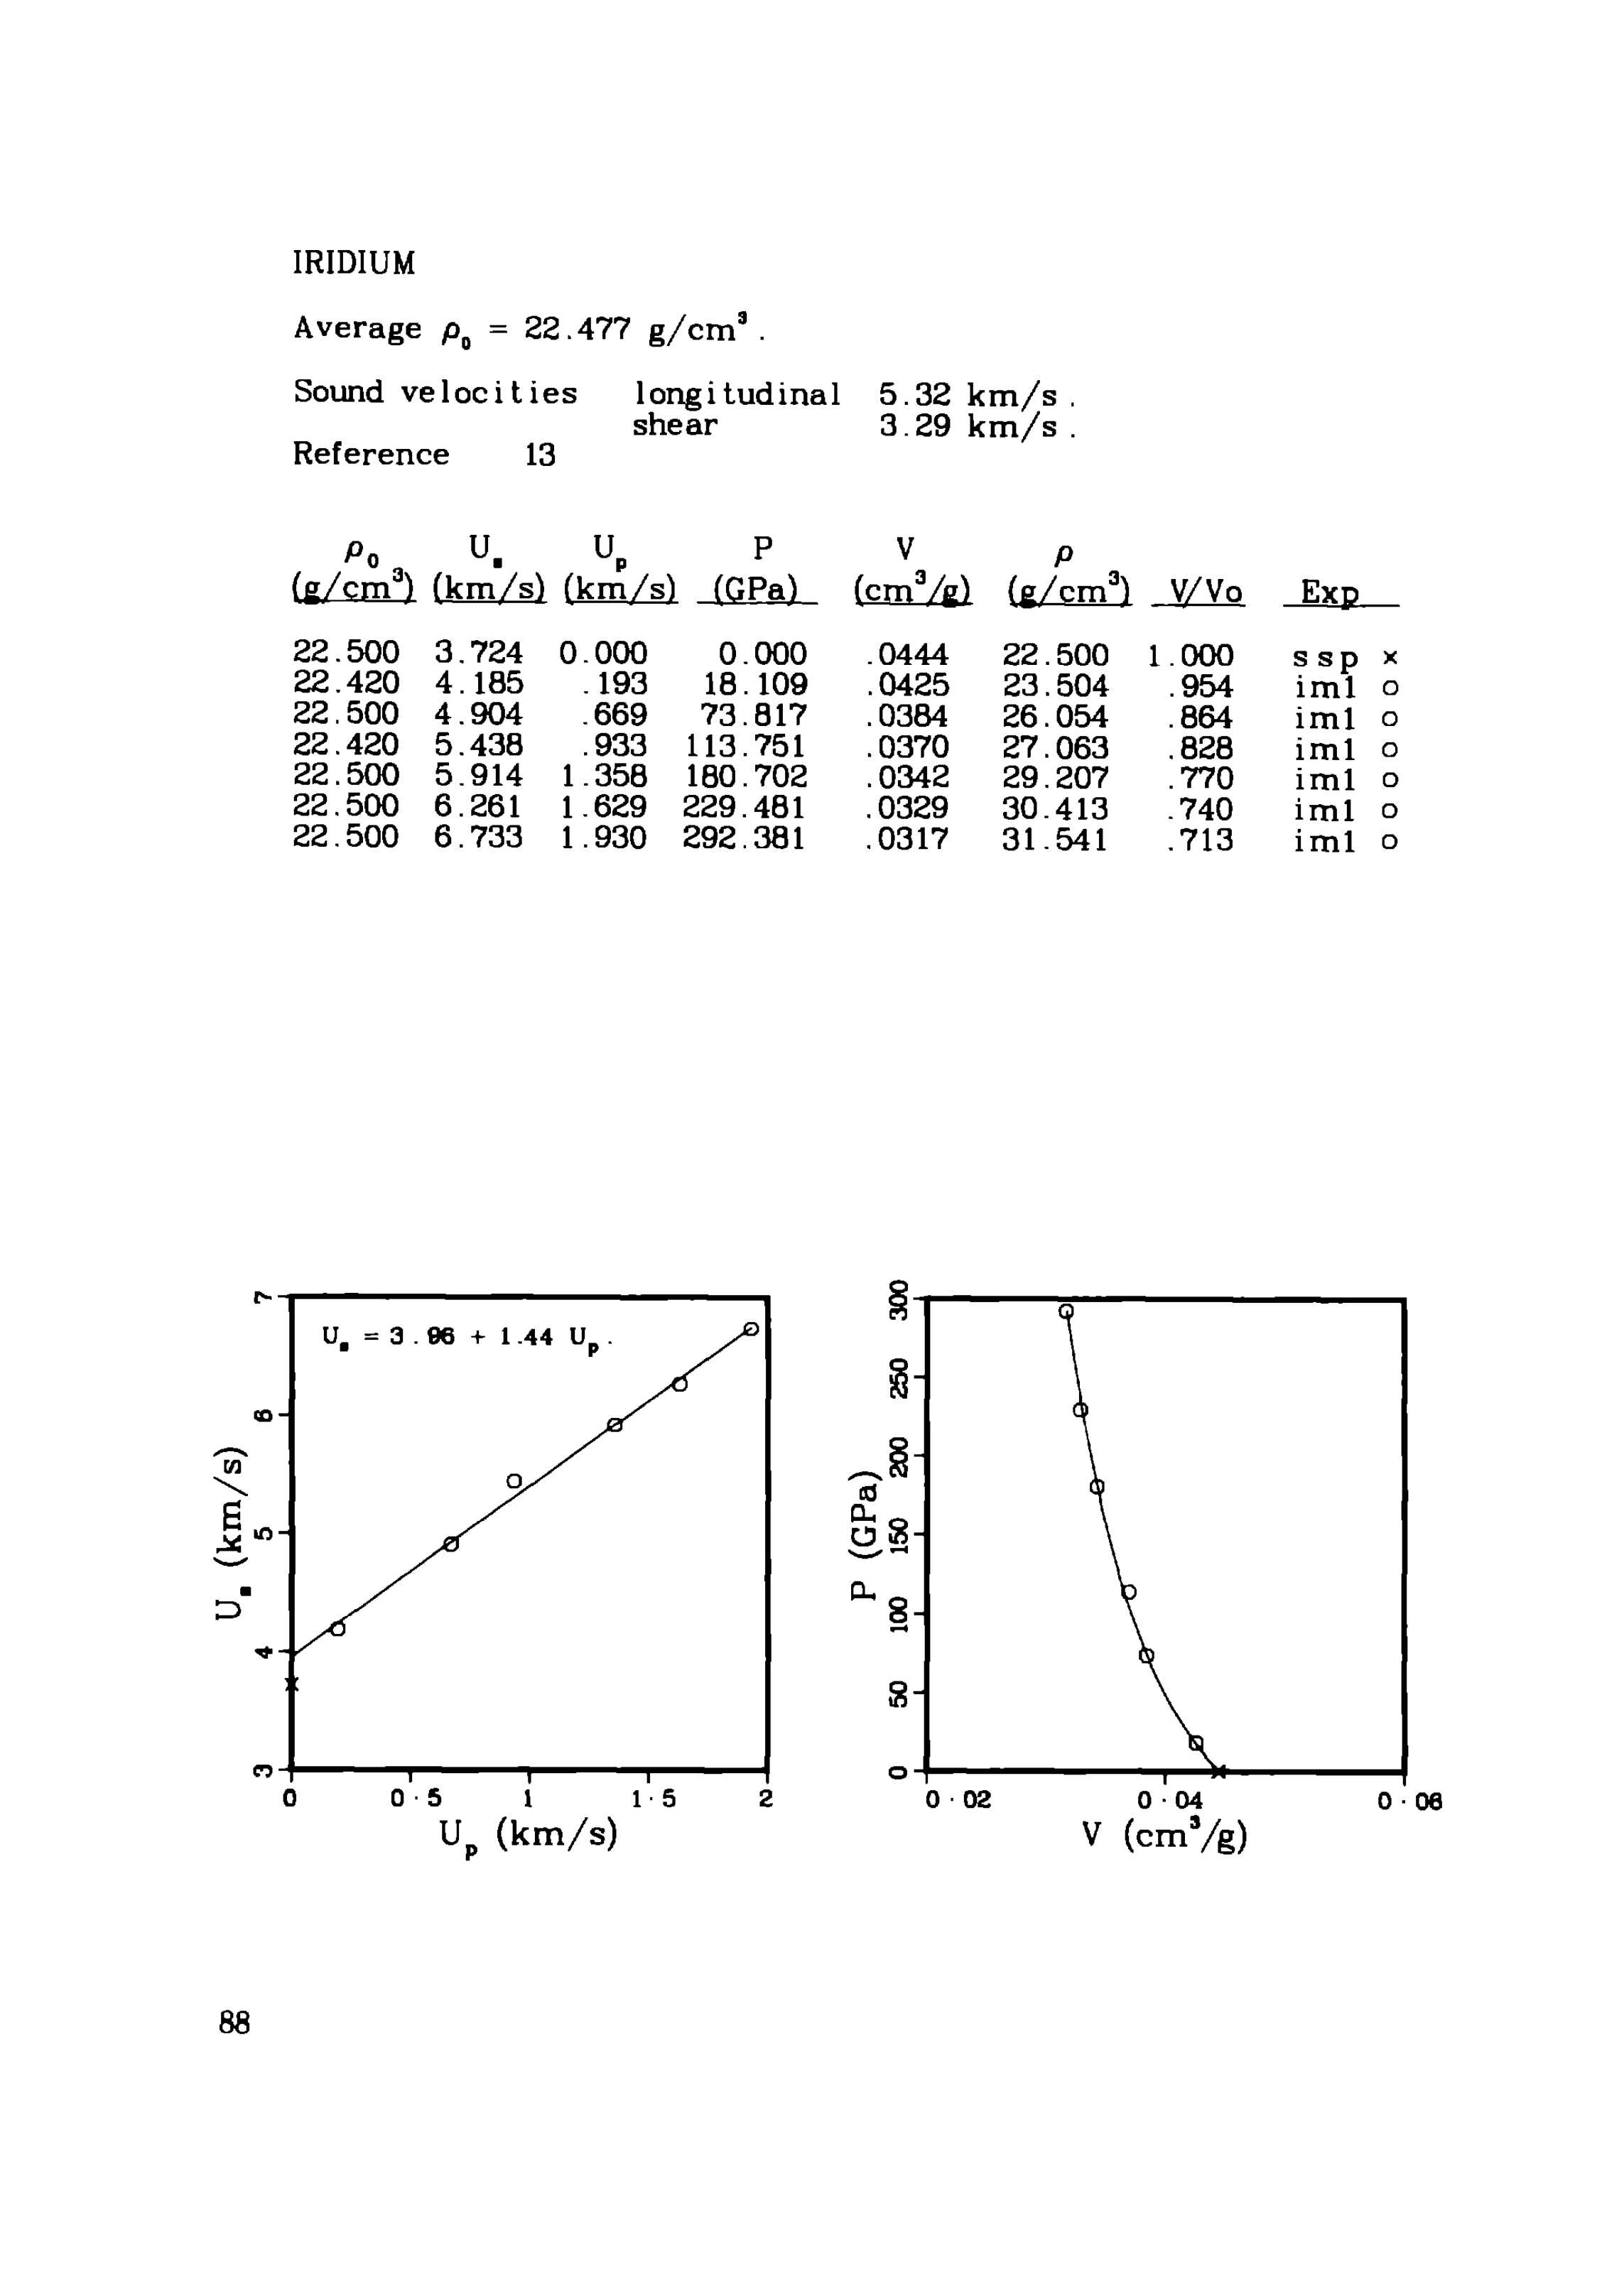 IRIDIUM
Average ρ₀ = 22.477 g/cm³.
Sound velocities longitudinal 5.32 km/s.
shear 3.29 km/s.
Reference 13
ρ₀ Uₛ Uₚ P V ρ
(g/cm³) (km/s) (km/s) (GPa) (cm³/g) (g/cm³) V/Vo Exp
22.500 3.724 0.000 0.000 .0444 22.500 1.000 ssp ×
22.420 4.185 .193 18.109 .0425 23.504 .954 iml o
22.500 4.904 .669 73.817 .0384 26.054 .864 iml o
22.420 5.438 .933 113.751 .0370 27.063 .828 iml o
22.500 5.914 1.358 180.702 .0342 29.207 .770 iml o
22.500 6.261 1.629 229.481 .0329 30.413 .740 iml o
22.500 6.733 1.930 292.381 .0317 31.541 .713 iml o
Uₛ = 3.96 + 1.44 Uₚ.
7
6
5
4
3
Uₛ (km/s)
0 0.5 1 1.5 2
Uₚ (km/s)
300
250
200
150
100
50
0
P (GPa)
0.02 0.04 0.06
V (cm³/g)
88